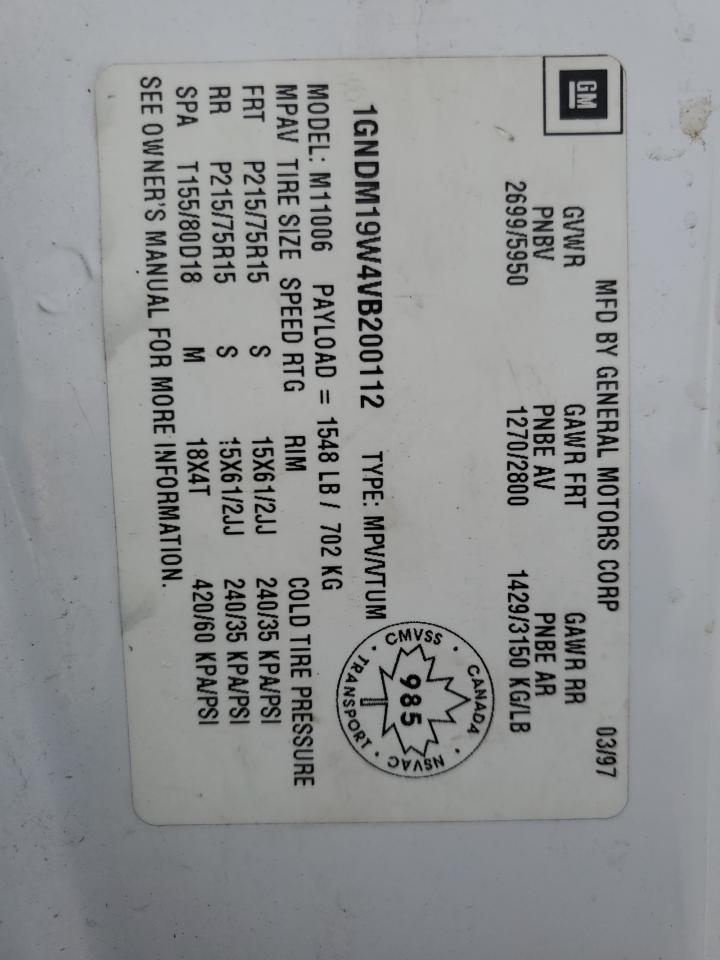 GM
MFD BY GENERAL MOTORS CORP 03/97
GVWR GAWR FRT GAWR RR
PNBV PNBE AV PNBE AR
2699/5950 1270/2800 1429/3150 KG/LB
1GNDM19W4VB200112 TYPE: MPV/VTUM
MODEL: M11006 PAYLOAD = 1548 LB / 702 KG
MPAV TIRE SIZE SPEED RTG RIM COLD TIRE PRESSURE
FRT P215/75R15 S 15X61/2JJ 240/35 KPA/PSI
RR P215/75R15 S 15X61/2JJ 240/35 KPA/PSI
SPA T155/80D18 M 18X4T 420/60 KPA/PSI
SEE OWNER'S MANUAL FOR MORE INFORMATION.
CMVSS · CANADA · NSVAC · TRANSPORT ·
985